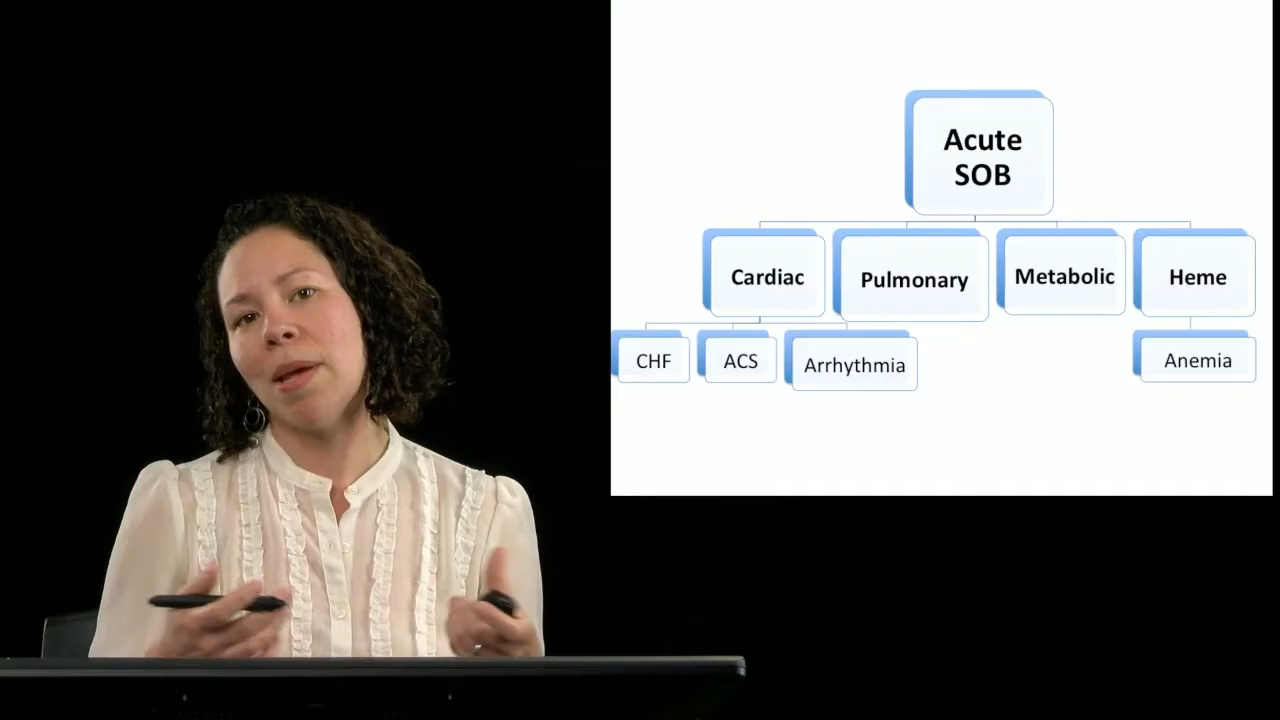 Acute
SOB
Cardiac
Pulmonary
Metabolic
Heme
CHF
ACS
Arrhythmia
Anemia